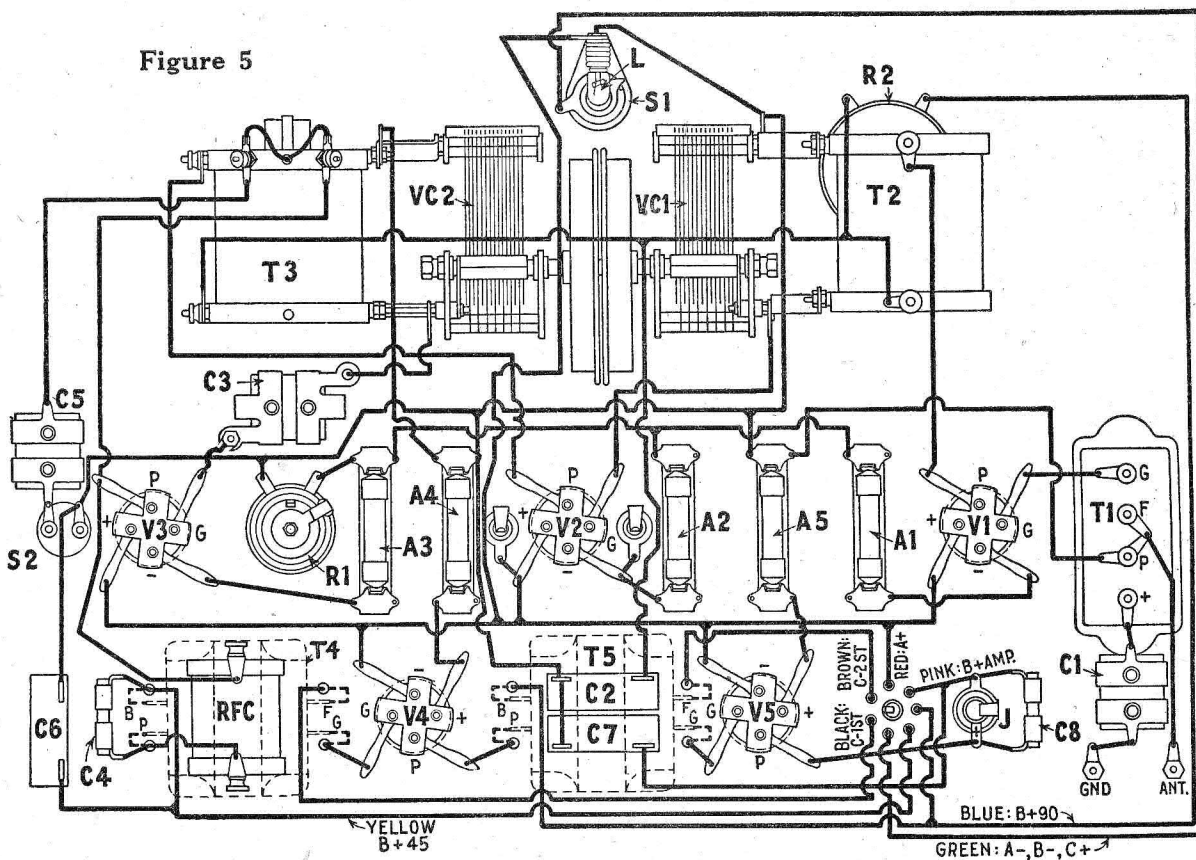 Figure 5
L
S1
R2
VC2
VC1
T2
T3
C5
C3
P
+
V3
G
-
S2
R1
A3
A4
P
+
V2
G
-
A2
A5
A1
P
+
V1
G
-
G
T1
F
P
+
C1
T4
C6
C4
B
P
RFC
F
G
-
G
V4
+
P
B
P
T5
C2
C7
F
G
-
G
V5
+
P
BROWN:
C-2ST
BLACK:
C-1ST
RED:A+
PINK:B+AMP.
J
C8
GND
ANT.
YELLOW
B+45
BLUE:B+90
GREEN: A-,B-,C+